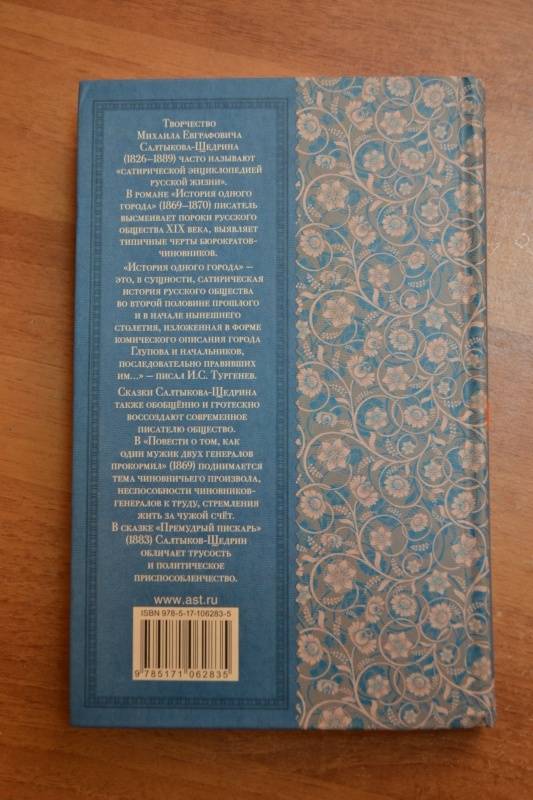 Творчество
Михаила Евграфовича
Салтыкова-Щедрина
(1826–1889) часто называют
«сатирической энциклопедией
русской жизни».
В романе «История одного
города» (1869–1870) писатель
высмеивает пороки русского
общества XIX века, выявляет
типичные черты бюрократов-
чиновников.
«История одного города» –
это, в сущности, сатирическая
история русского общества
во второй половине прошлого
и в начале нынешнего
столетия, изложенная в форме
комического описания города
Глупова и начальников,
последовательно правивших
им...» – писал И.С. Тургенев.
Сказки Салтыкова-Щедрина
также обобщённо и гротескно
воссоздают современное
писателю общество.
В «Повести о том, как
один мужик двух генералов
прокормил» (1869) поднимается
тема чиновничьего произвола,
неспособности чиновников-
генералов к труду, стремления
жить за чужой счёт.
В сказке «Премудрый пискарь»
(1883) Салтыков-Щедрин
обличает трусость
и политическое
приспособленчество.
www.ast.ru
ISBN 978-5-17-106283-5
9 785171 062835